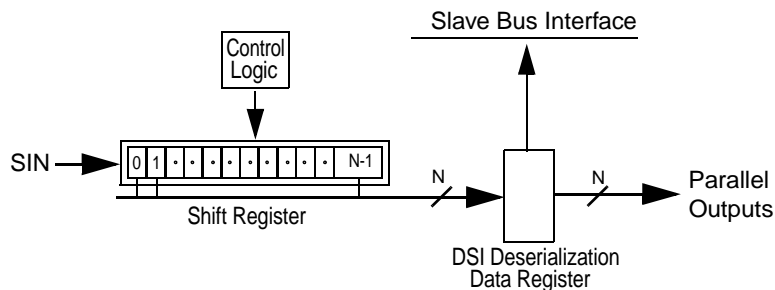 Slave Bus Interface
Control
Logic
SIN
0 1 N-1
N
N
Parallel
Outputs
Shift Register
DSI Deserialization
Data Register